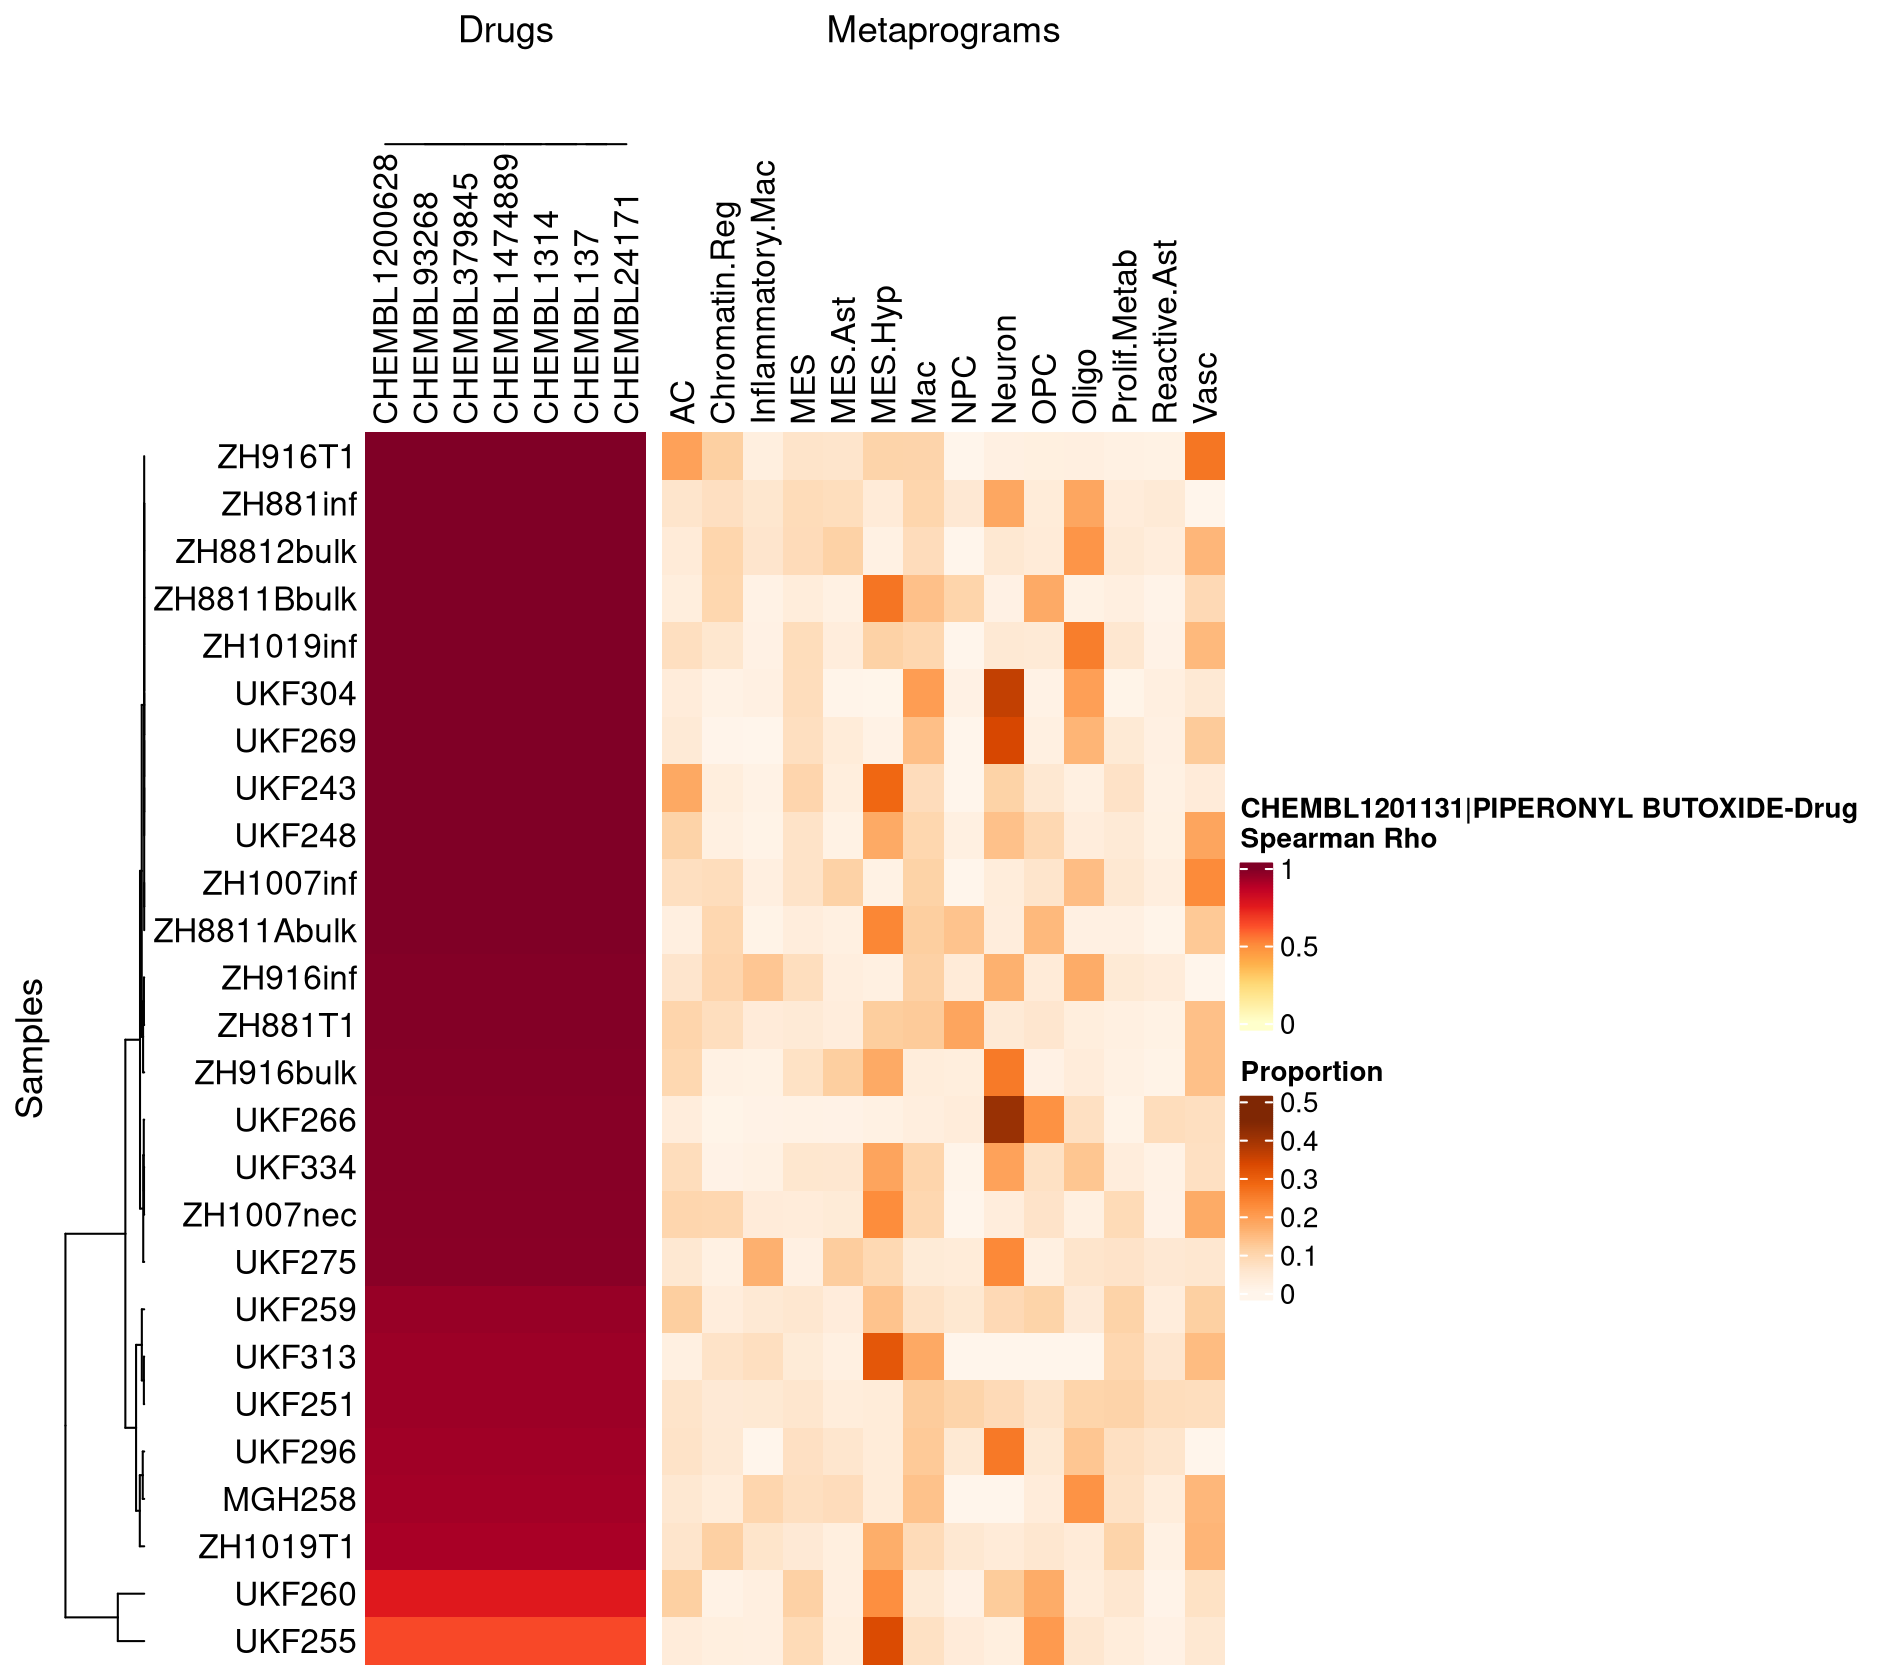 Drugs
Metaprograms
CHEMBL1200628
CHEMBL93268
CHEMBL379845
CHEMBL1474889
CHEMBL1314
CHEMBL137
CHEMBL24171
AC
Chromatin.Reg
Inflammatory.Mac
MES
MES.Ast
MES.Hyp
Mac
NPC
Neuron
OPC
Oligo
Prolif.Metab
Reactive.Ast
Vasc
Samples
ZH916T1
ZH881inf
ZH8812bulk
ZH8811Bbulk
ZH1019inf
UKF304
UKF269
UKF243
UKF248
ZH1007inf
ZH8811Abulk
ZH916inf
ZH881T1
ZH916bulk
UKF266
UKF334
ZH1007nec
UKF275
UKF259
UKF313
UKF251
UKF296
MGH258
ZH1019T1
UKF260
UKF255
CHEMBL1201131|PIPERONYL BUTOXIDE-Drug
Spearman Rho
1
0.5
0
Proportion
0.5
0.4
0.3
0.2
0.1
0